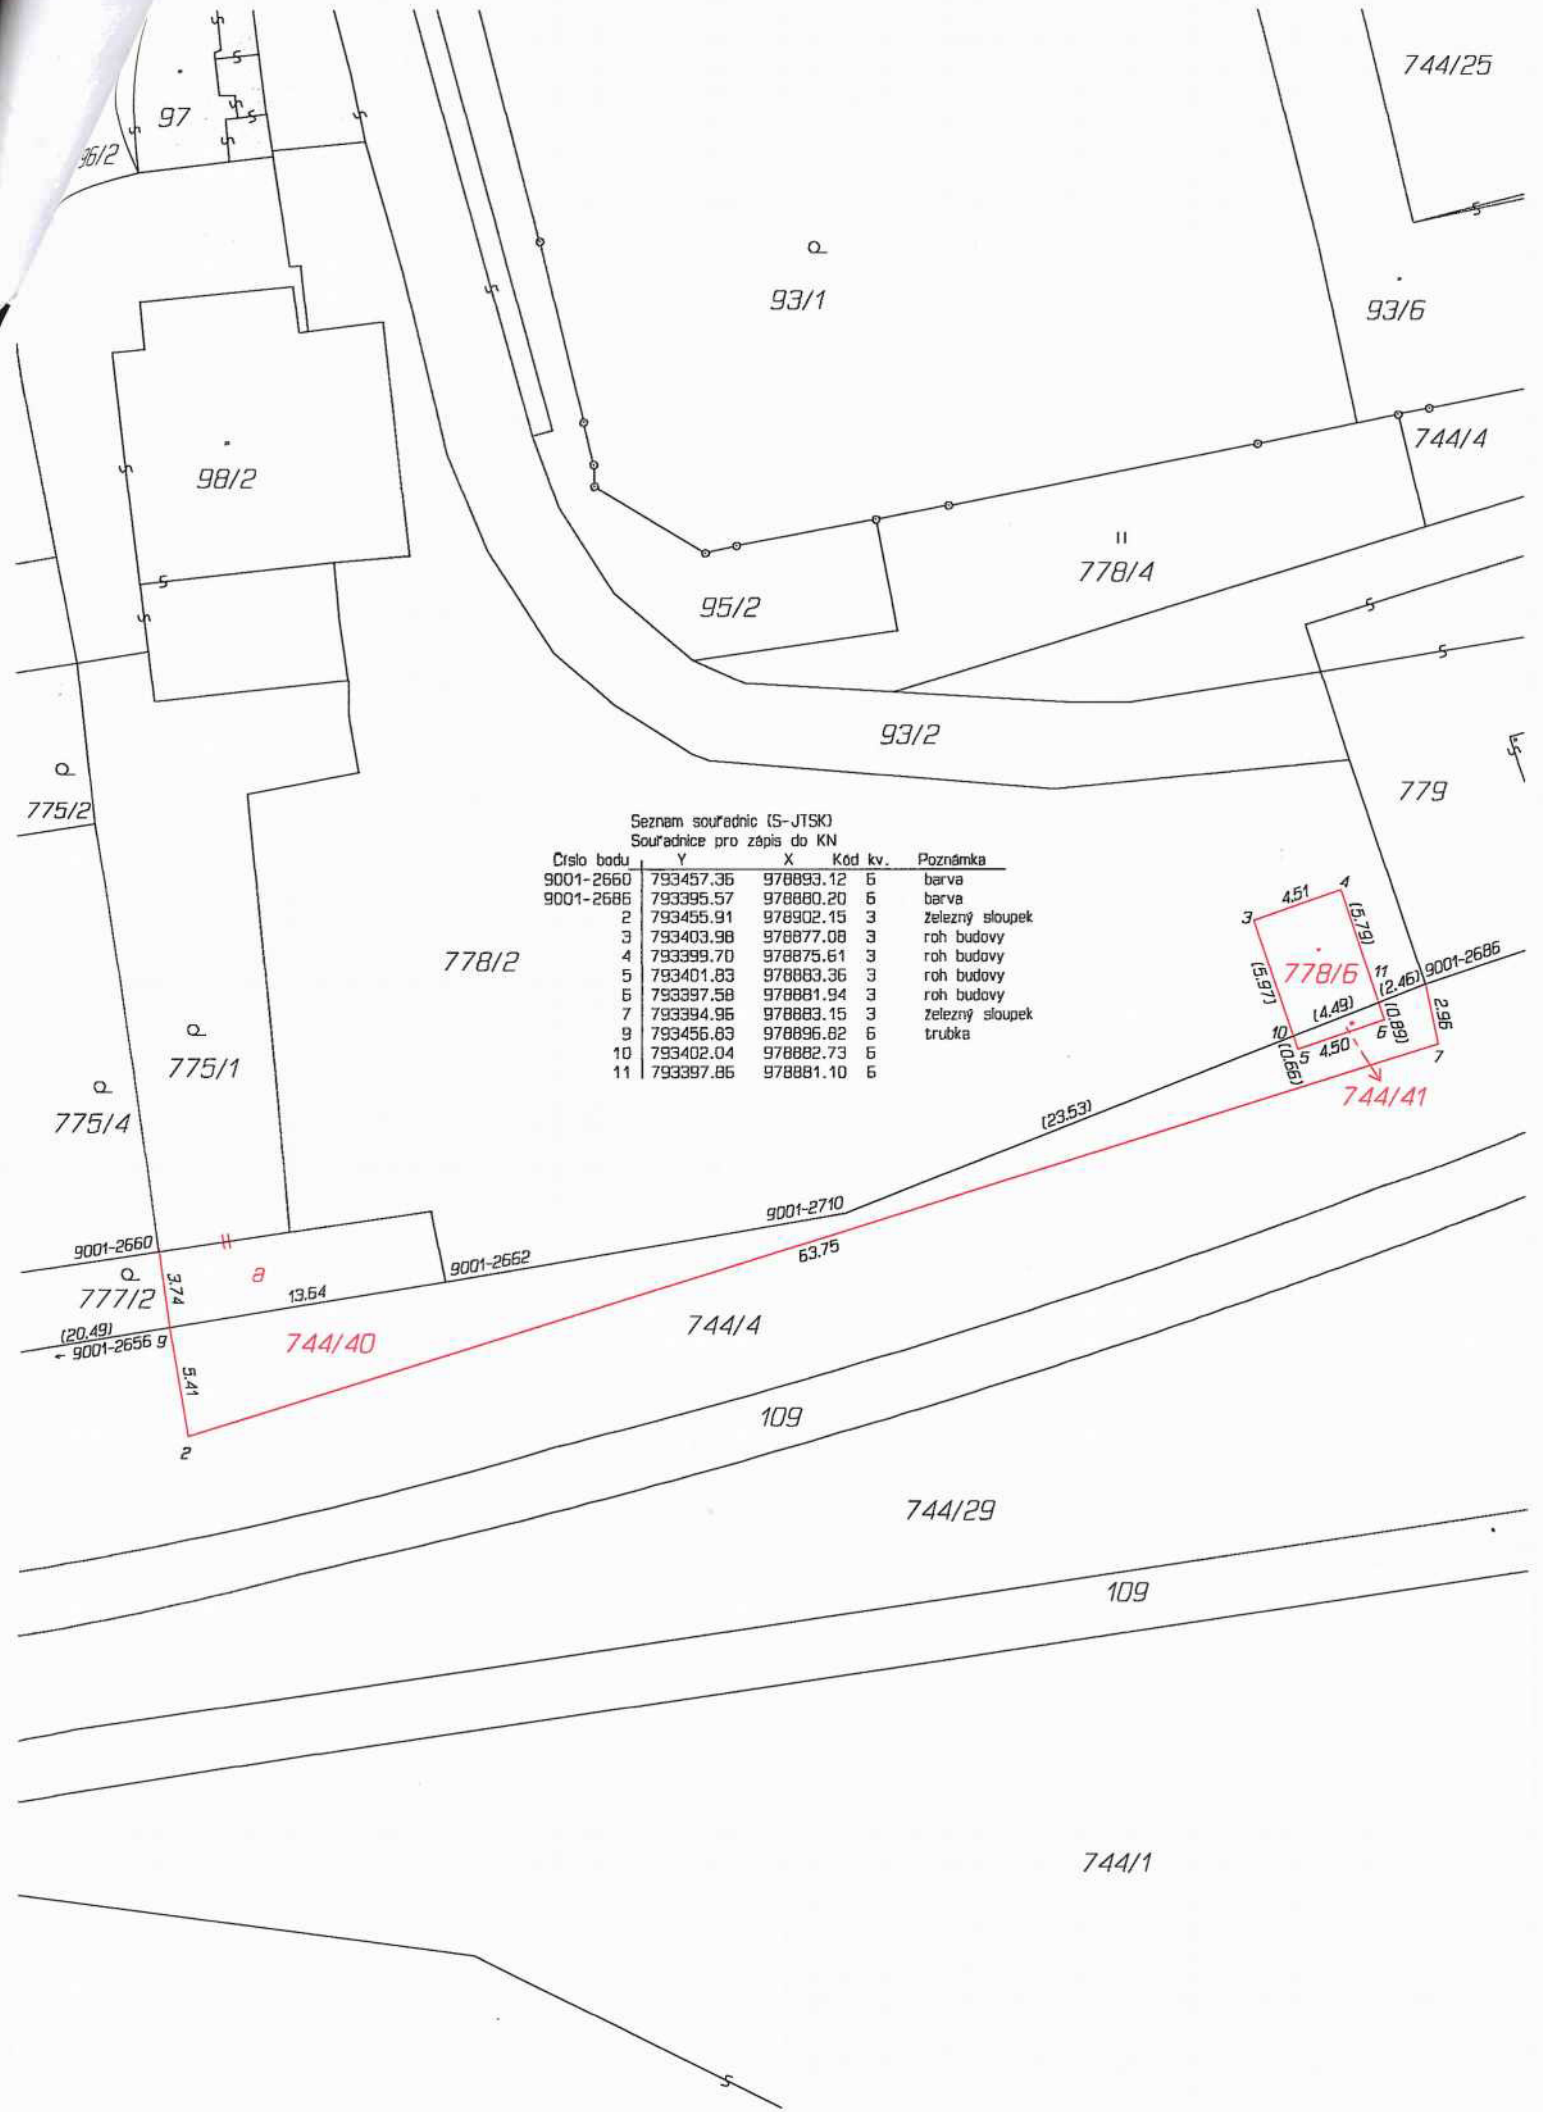 744/25
97
96/2
93/1
93/6
98/2
744/4
778/4
95/2
93/2
779
775/2
Seznam souřadnic (S-JTSK)
Souřadnice pro zápis do KN
Číslo bodu Y X Kód kv. Poznámka
9001-2660 793457.36 978893.12 6 barva
9001-2686 793395.57 978880.20 6 barva
2 793455.91 978902.15 3 železný sloupek
3 793403.98 978877.08 3 roh budovy
4 793399.70 978875.61 3 roh budovy
5 793401.83 978883.36 3 roh budovy
6 793397.58 978881.94 3 roh budovy
7 793394.96 978883.15 3 železný sloupek
9 793456.83 978896.82 6 trubka
10 793402.04 978882.73 6
11 793397.86 978881.10 6
778/2
4.51 4
3 (5.79)
778/6 11 (2.46) 9001-2686
(5.97) (4.49) (0.89) 2.96
10 5 4.50 6 7
(0.66)
744/41
775/1
775/4
(23.53)
9001-2710
9001-2660
63.75
9001-2662
a
777/2 3.74 13.64
(20.49)
← 9001-2656 9
744/40
744/4
5.41
2
109
744/29
109
744/1